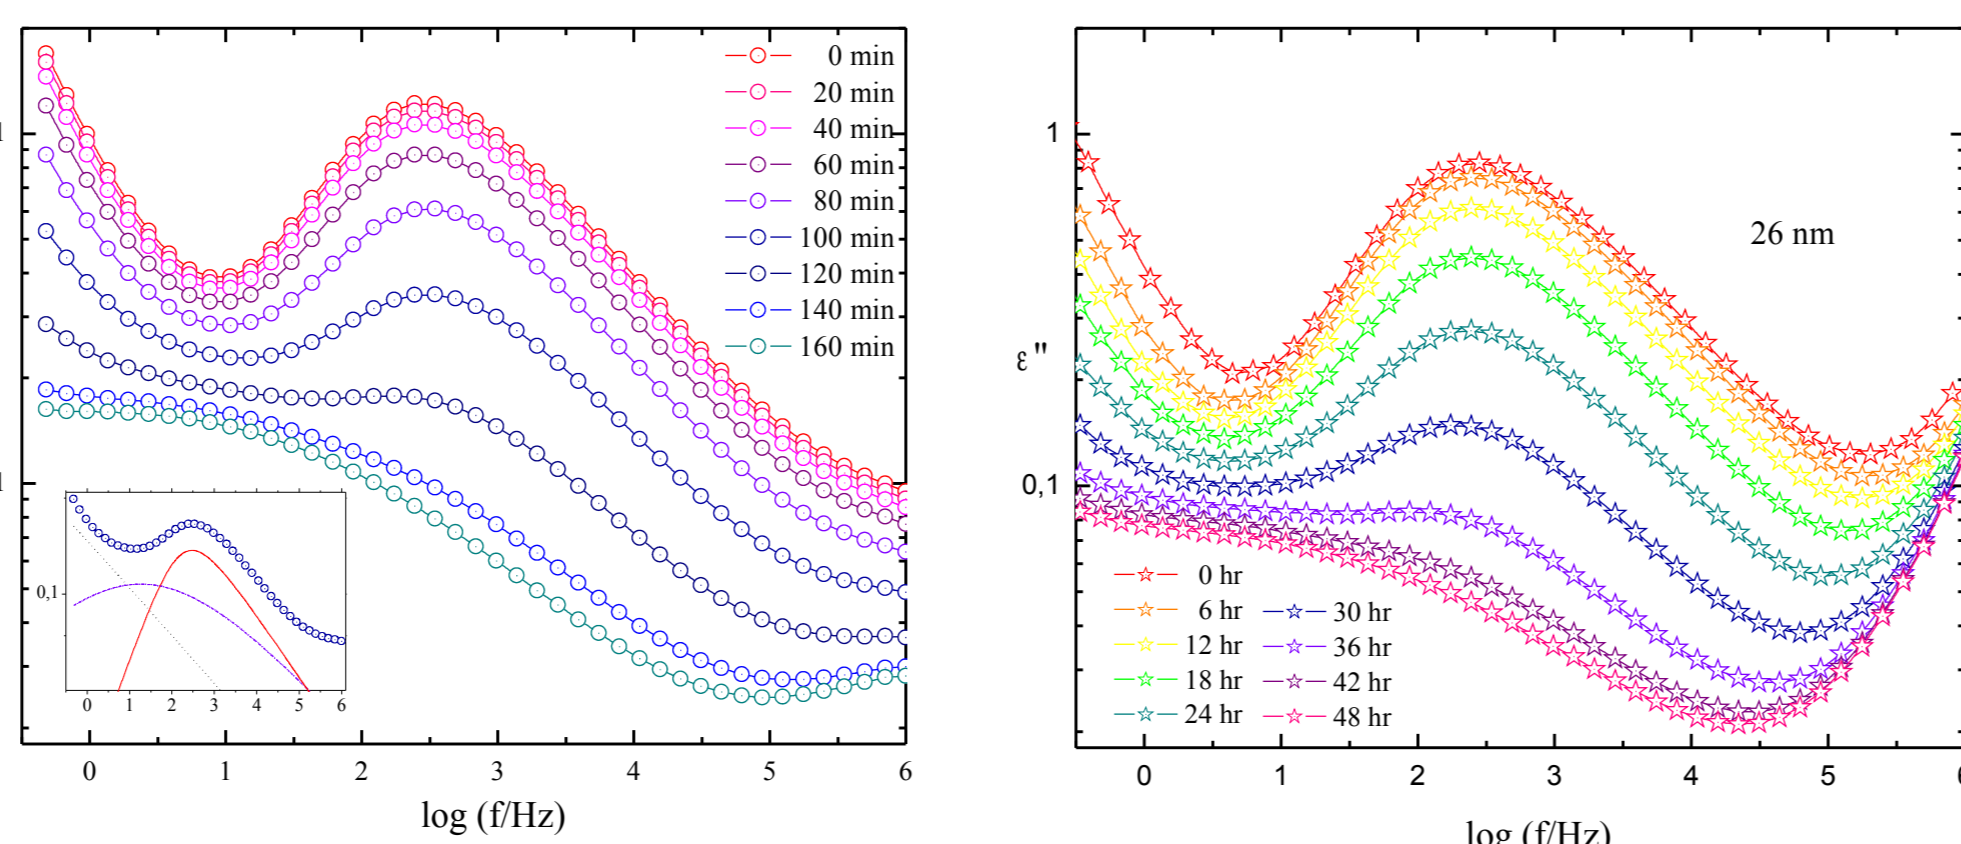 0 min
20 min
40 min
60 min
80 min
100 min
120 min
140 min
160 min
0,1
0 1 2 3 4 5 6
0 1 2 3 4 5 6
log (f/Hz)
1
26 nm
ε"
0,1
0 hr
6 hr
12 hr
18 hr
24 hr
30 hr
36 hr
42 hr
48 hr
0 1 2 3 4 5
log (f/Hz)